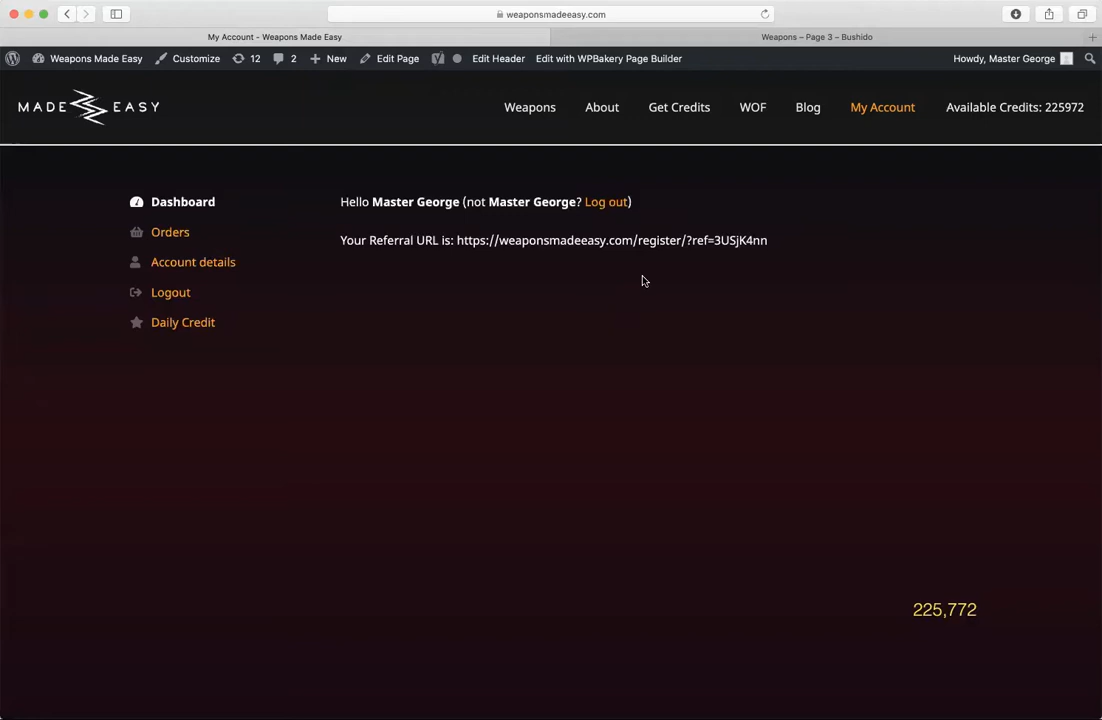 weaponsmadeeasy.com
My Account - Weapons Made Easy
Weapons – Page 3 – Bushido
Weapons Made Easy Customize 12 2 New Edit Page Edit Header Edit with WPBakery Page Builder Howdy, Master George
MADE EASY
Weapons About Get Credits WOF Blog My Account Available Credits: 225972
Dashboard
Orders
Account details
Logout
Daily Credit
Hello Master George (not Master George? Log out)
Your Referral URL is: https://weaponsmadeeasy.com/register/?ref=3USjK4nn
225,772